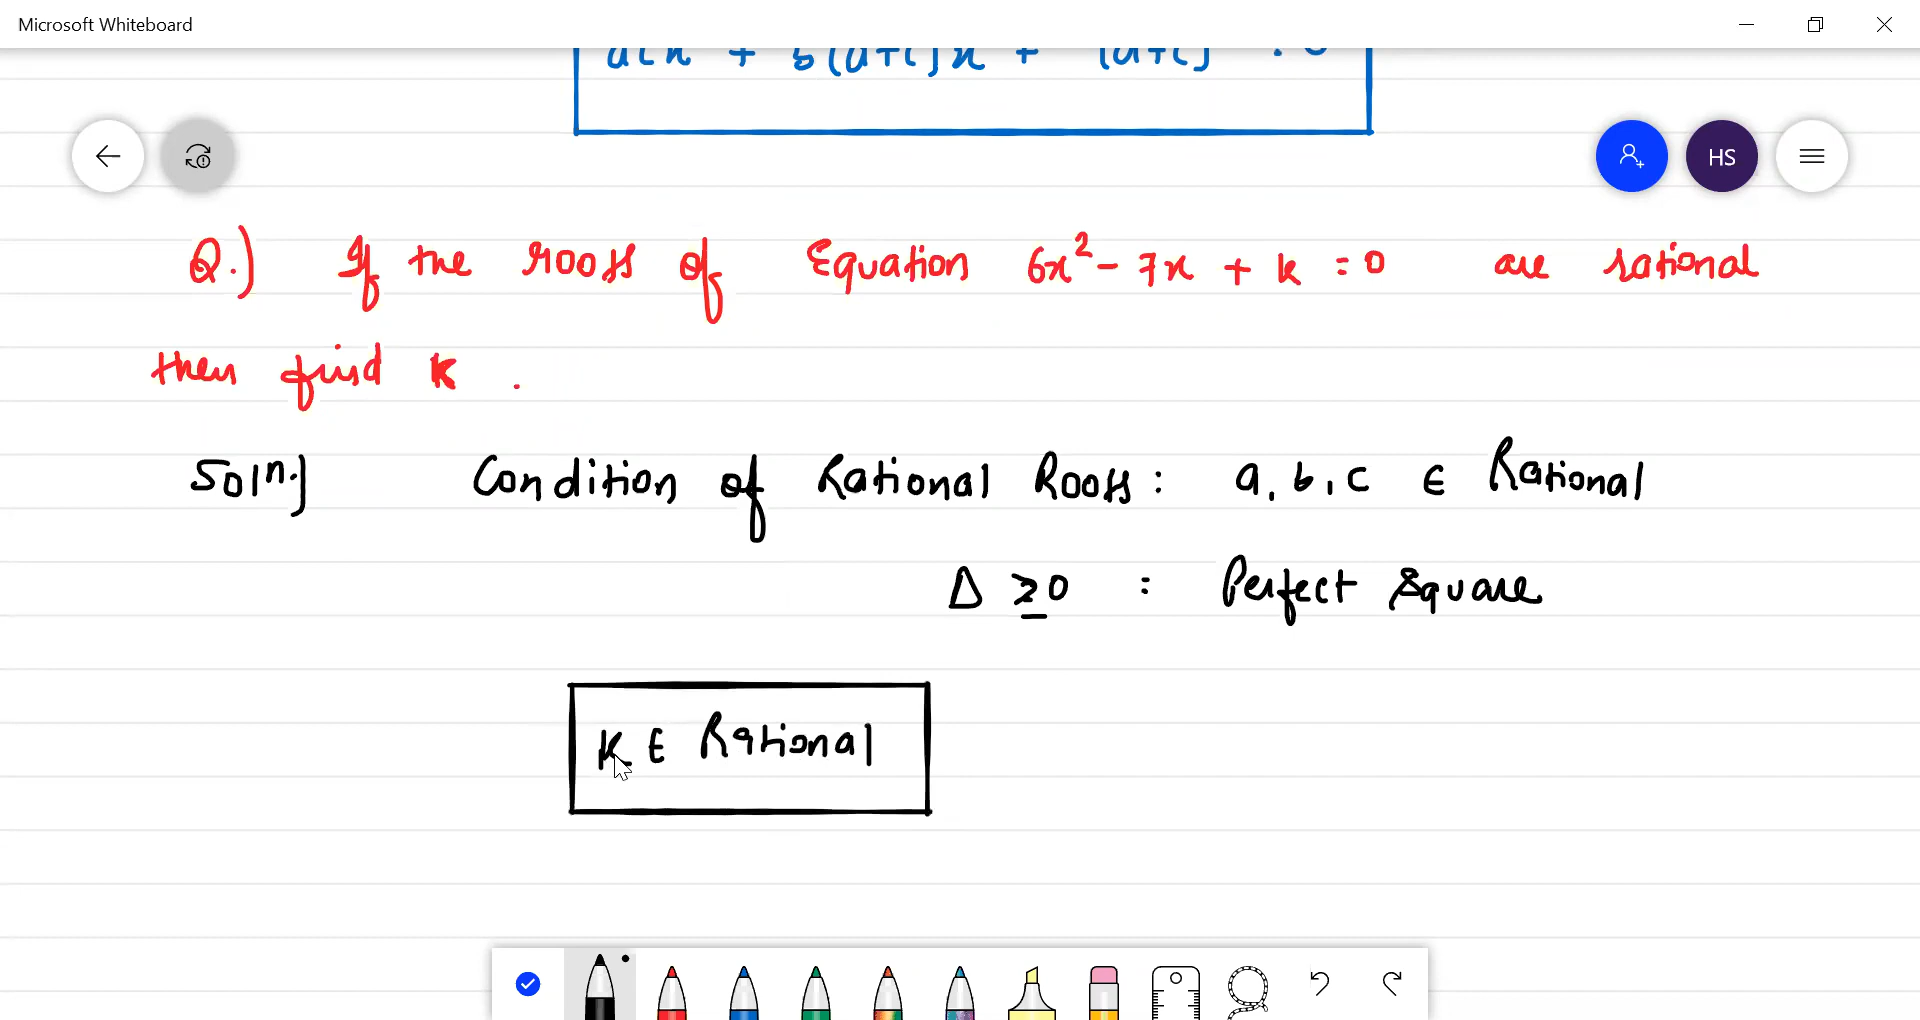 Microsoft Whiteboard
HS
Q.) If the roots of Equation 6x² - 7x + k = 0 are rational
then find k .
Soln.] Condition of Rational Roots : a, b, c ∈ Rational
Δ ≥ 0 : Perfect Square
K ∈ Rational